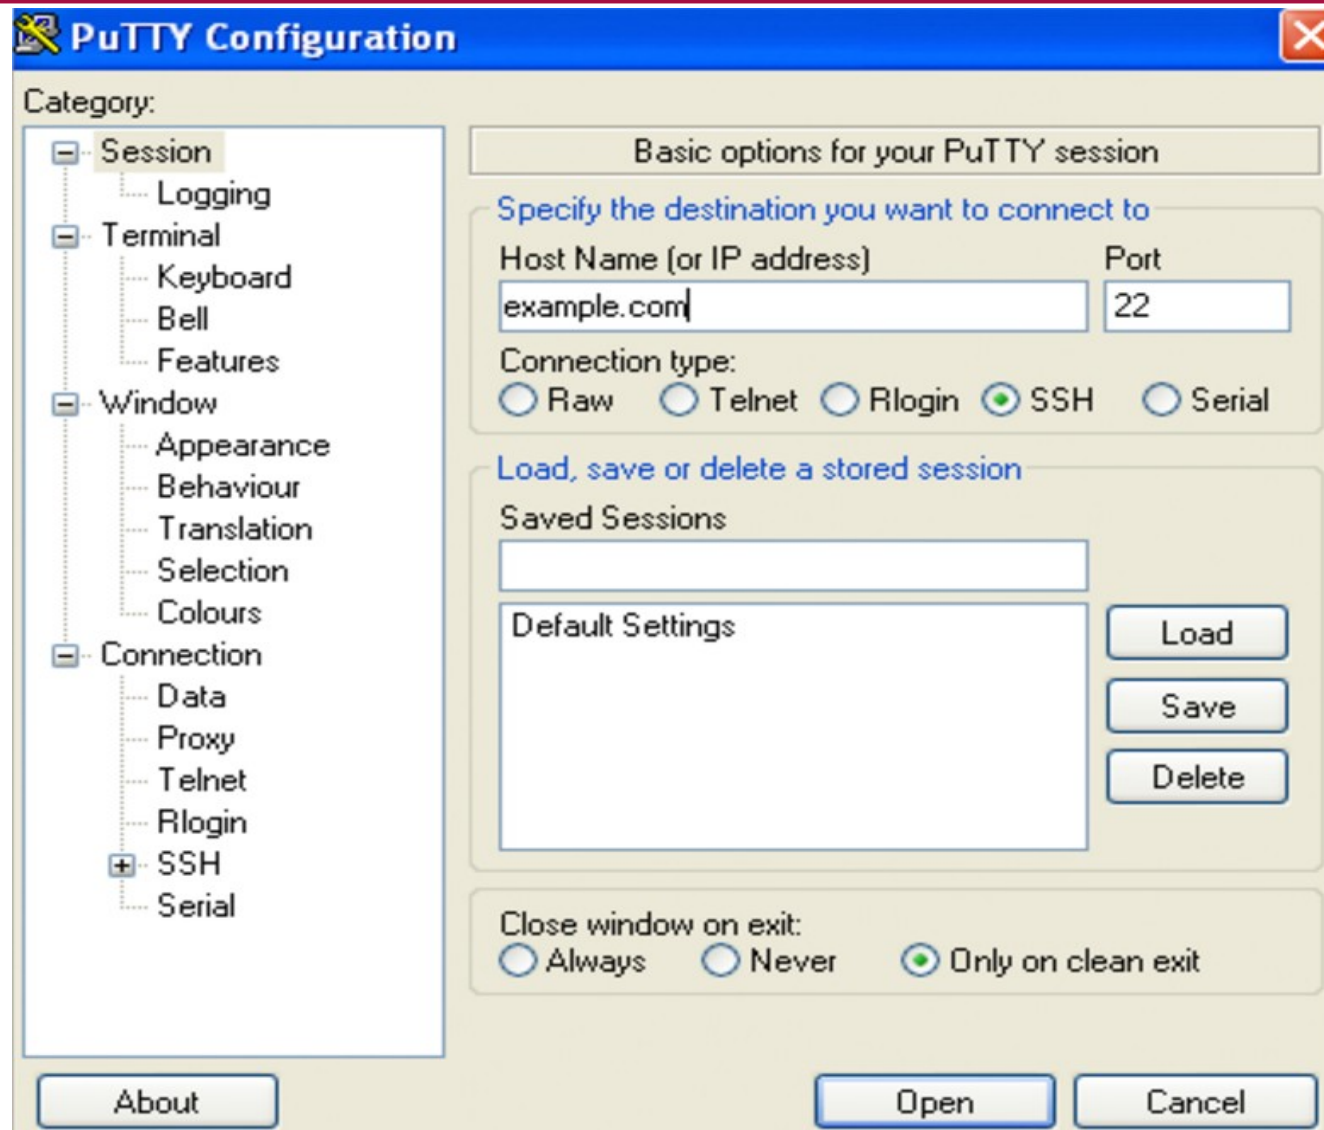 PuTTY Configuration
Category:
Session
Logging
Terminal
Keyboard
Bell
Features
Window
Appearance
Behaviour
Translation
Selection
Colours
Connection
Data
Proxy
Telnet
Rlogin
SSH
Serial
Basic options for your PuTTY session
Specify the destination you want to connect to
Host Name (or IP address) Port
example.com 22
Connection type:
Raw Telnet Rlogin SSH Serial
Load, save or delete a stored session
Saved Sessions
Default Settings
Load
Save
Delete
Close window on exit:
Always Never Only on clean exit
About Open Cancel